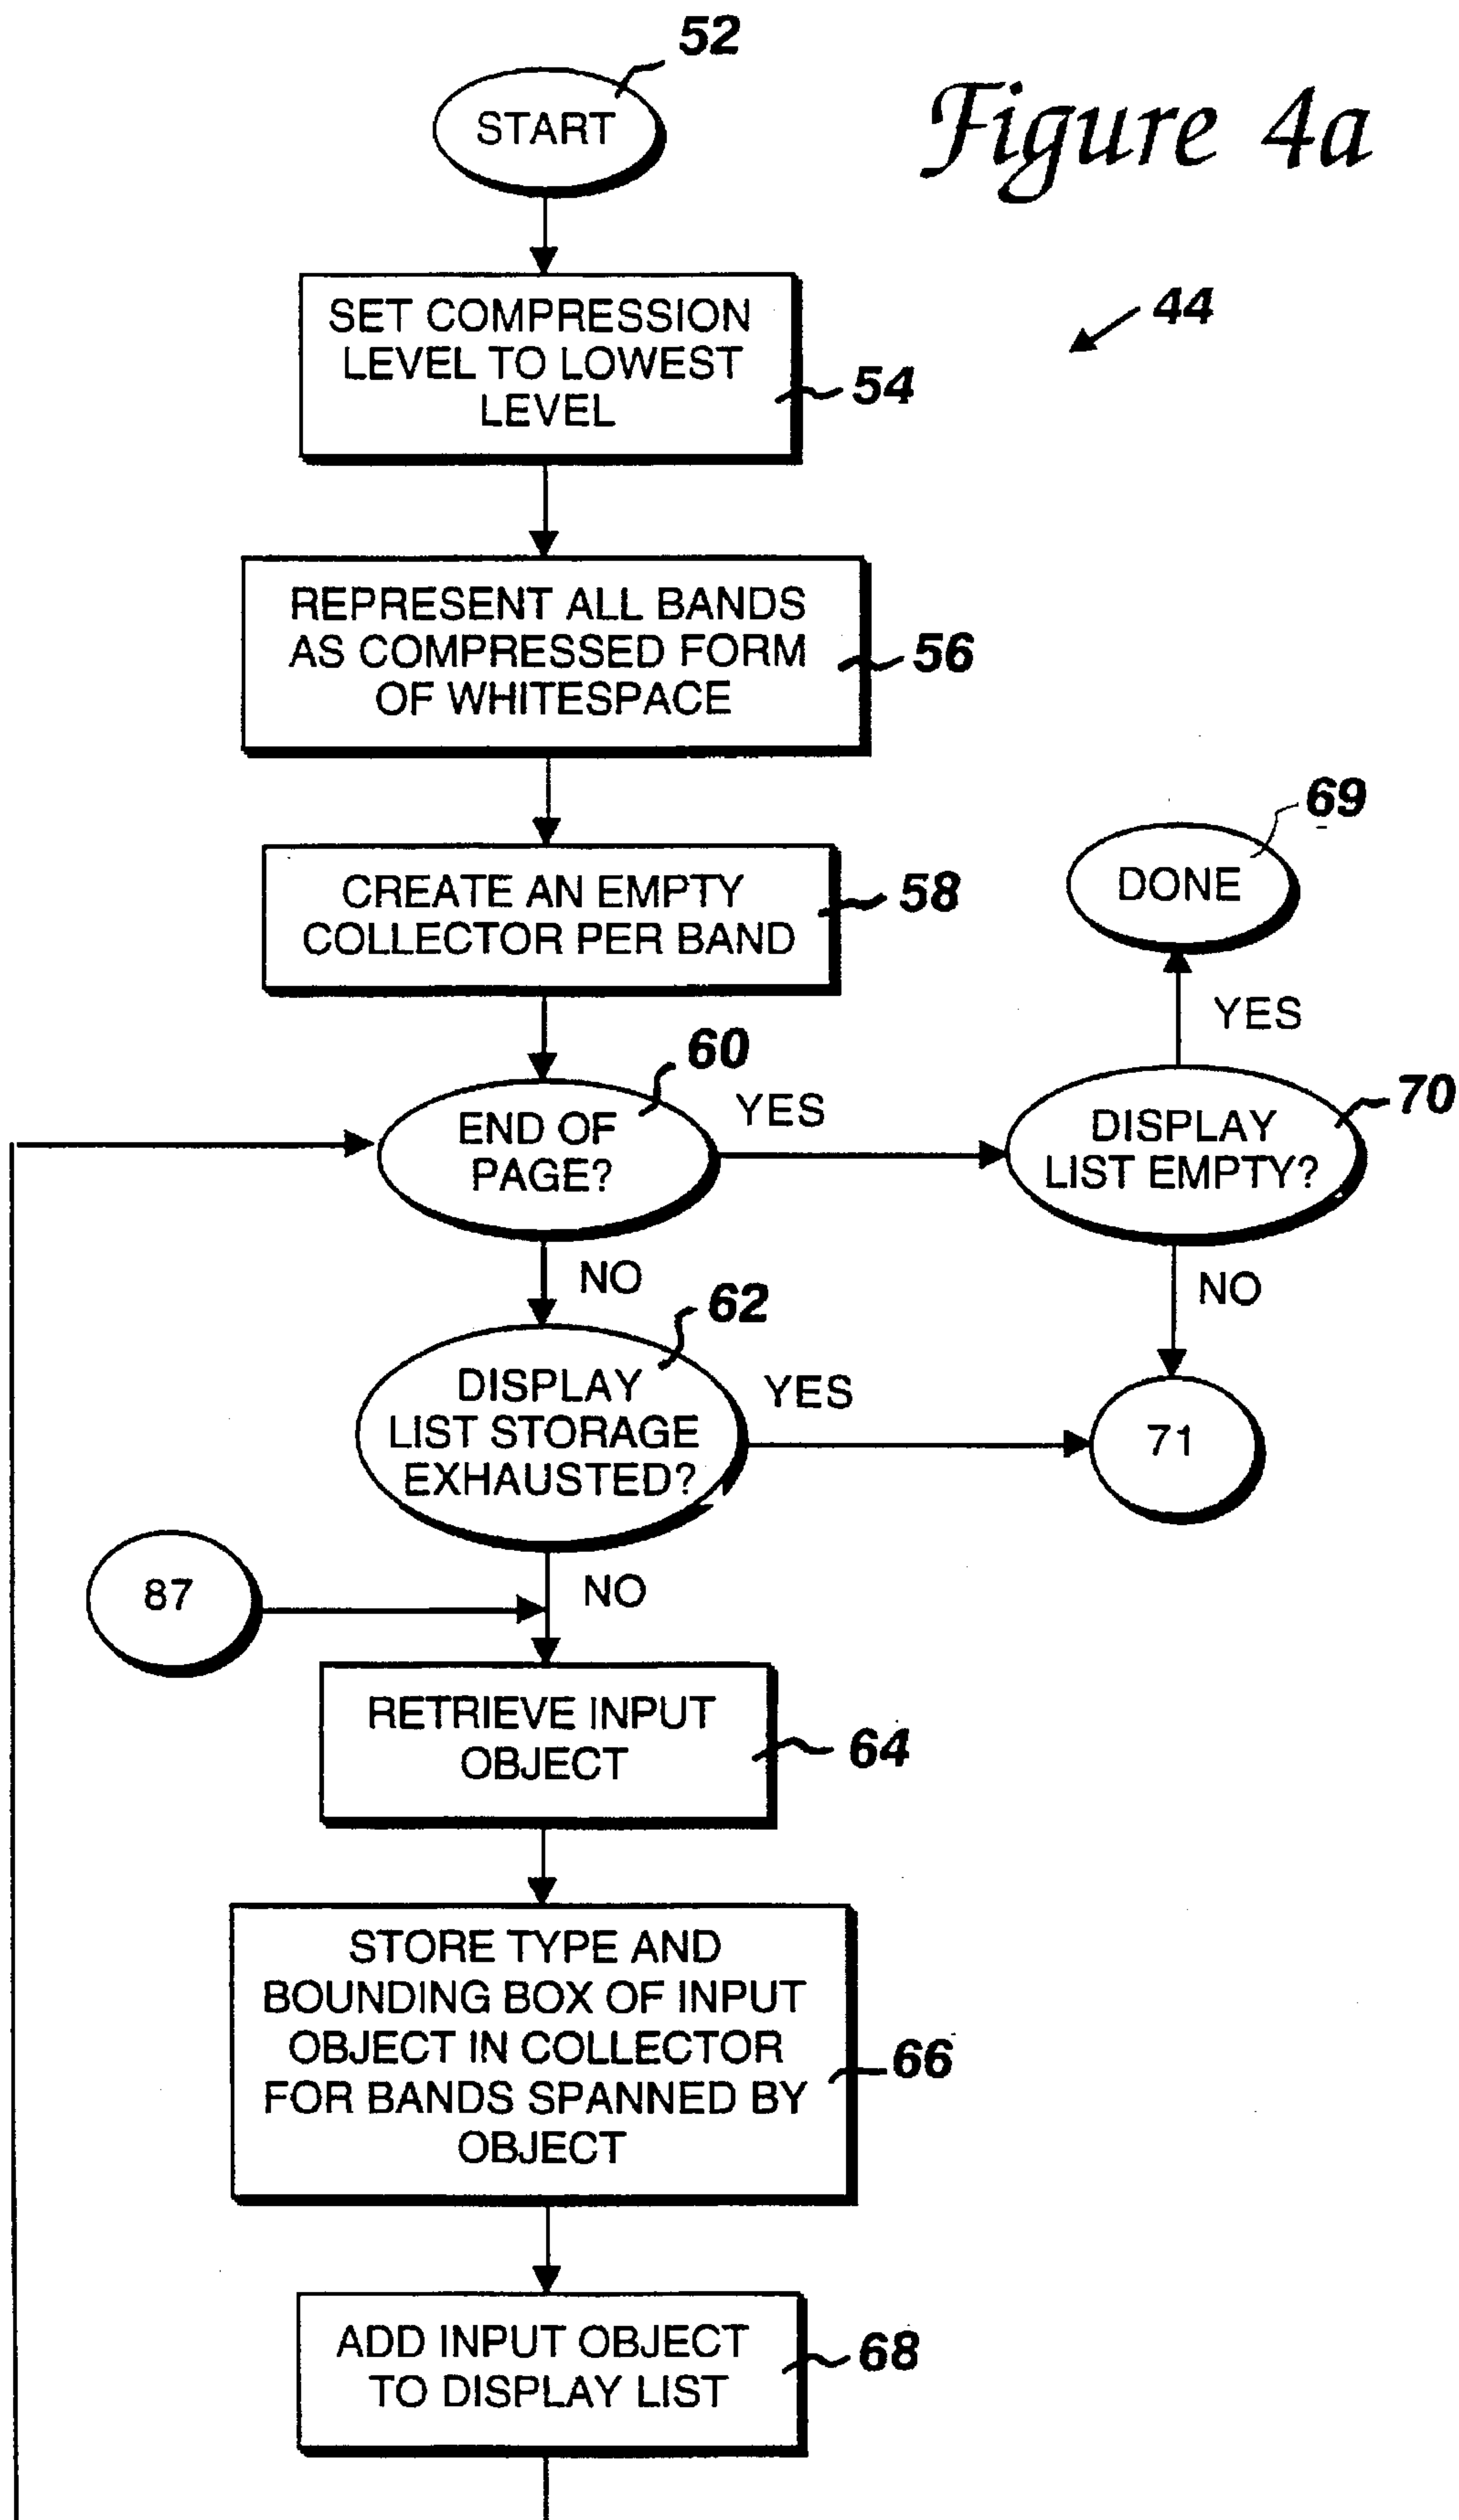 52
START
Figure 4a
SET COMPRESSION
LEVEL TO LOWEST
LEVEL
44
54
REPRESENT ALL BANDS
AS COMPRESSED FORM
OF WHITESPACE
56
CREATE AN EMPTY
COLLECTOR PER BAND
58
69
DONE
YES
60
END OF
PAGE?
YES
70
DISPLAY
LIST EMPTY?
NO
NO
62
DISPLAY
LIST STORAGE
EXHAUSTED?
YES
71
87
NO
RETRIEVE INPUT
OBJECT
64
STORE TYPE AND
BOUNDING BOX OF INPUT
OBJECT IN COLLECTOR
FOR BANDS SPANNED BY
OBJECT
66
ADD INPUT OBJECT
TO DISPLAY LIST
68